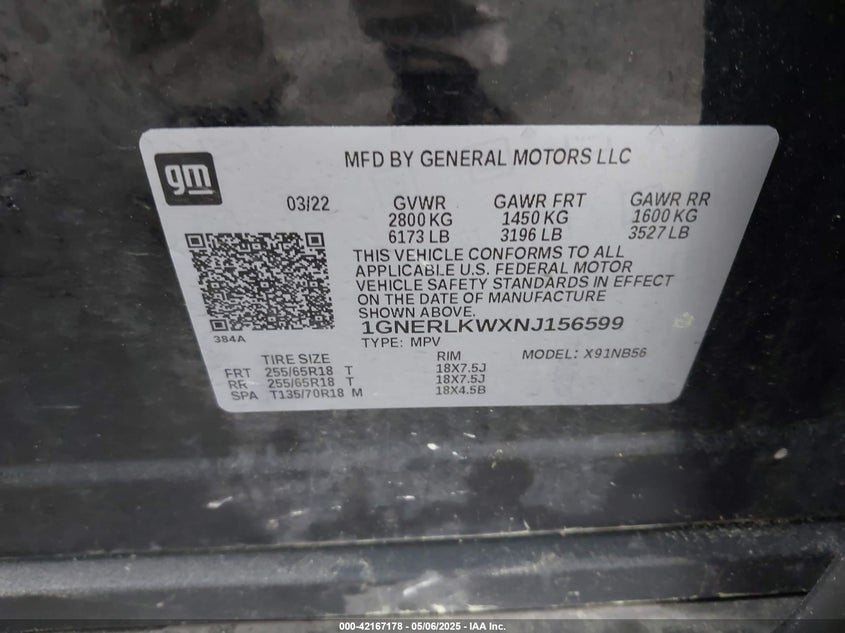 gm
MFD BY GENERAL MOTORS LLC
03/22 GVWR GAWR FRT GAWR RR
2800 KG 1450 KG 1600 KG
6173 LB 3196 LB 3527 LB
THIS VEHICLE CONFORMS TO ALL
APPLICABLE U.S. FEDERAL MOTOR
VEHICLE SAFETY STANDARDS IN EFFECT
ON THE DATE OF MANUFACTURE
SHOWN ABOVE.
1GNERLKWXNJ156599
384A
TYPE: MPV MODEL: X91NB56
TIRE SIZE RIM
FRT 255/65R18 T 18X7.5J
RR 255/65R18 T 18X7.5J
SPA T135/70R18 M 18X4.5B
000-42167178 - 05/06/2025 - IAA Inc.